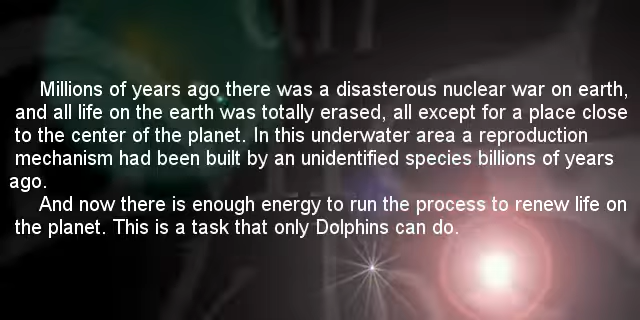 Millions of years ago there was a disasterous nuclear war on earth,
and all life on the earth was totally erased, all except for a place close
to the center of the planet. In this underwater area a reproduction
mechanism had been built by an unidentified species billions of years
ago.
And now there is enough energy to run the process to renew life on
the planet. This is a task that only Dolphins can do.